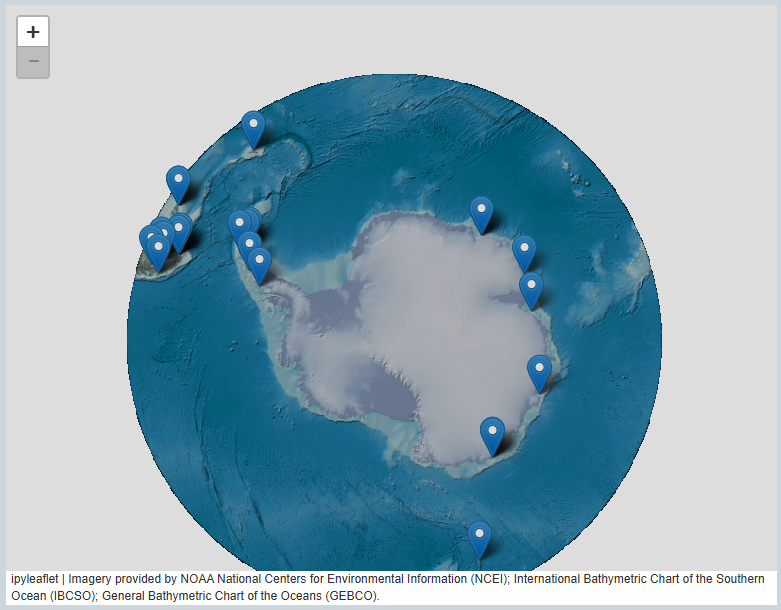 +
−
ipyleaflet | Imagery provided by NOAA National Centers for Environmental Information (NCEI); International Bathymetric Chart of the Southern
Ocean (IBCSO); General Bathymetric Chart of the Oceans (GEBCO).